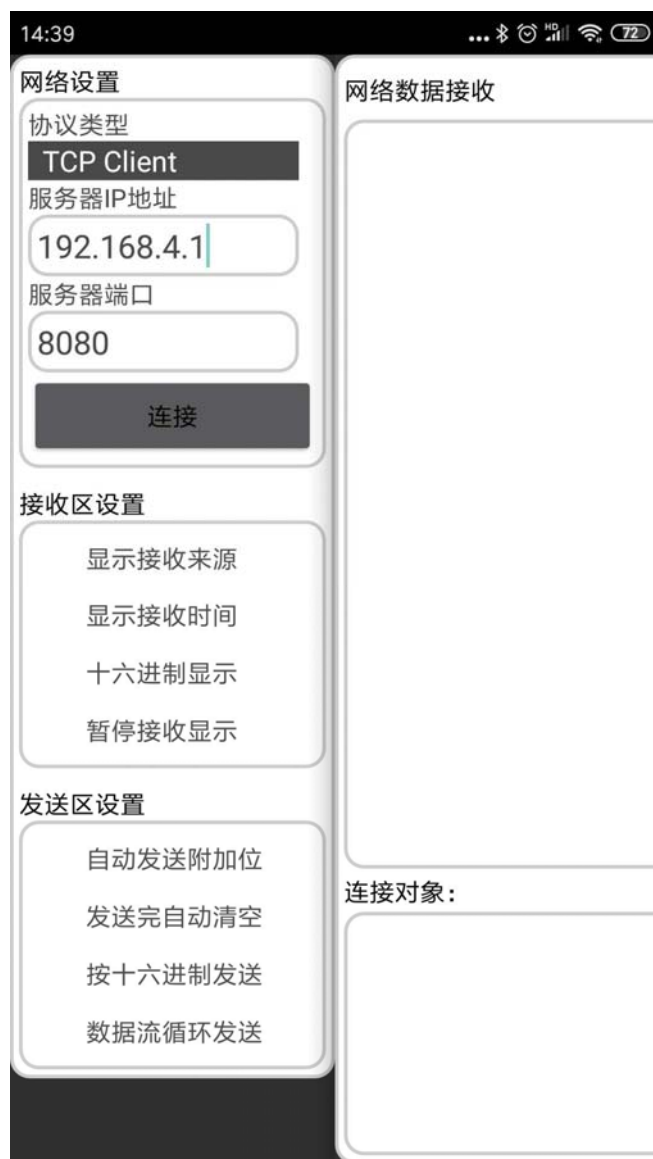 14:39
HD
72
网络设置
协议类型
TCP Client
服务器IP地址
192.168.4.1
服务器端口
8080
连接
接收区设置
显示接收来源
显示接收时间
十六进制显示
暂停接收显示
发送区设置
自动发送附加位
发送完自动清空
按十六进制发送
数据流循环发送
网络数据接收
连接对象: